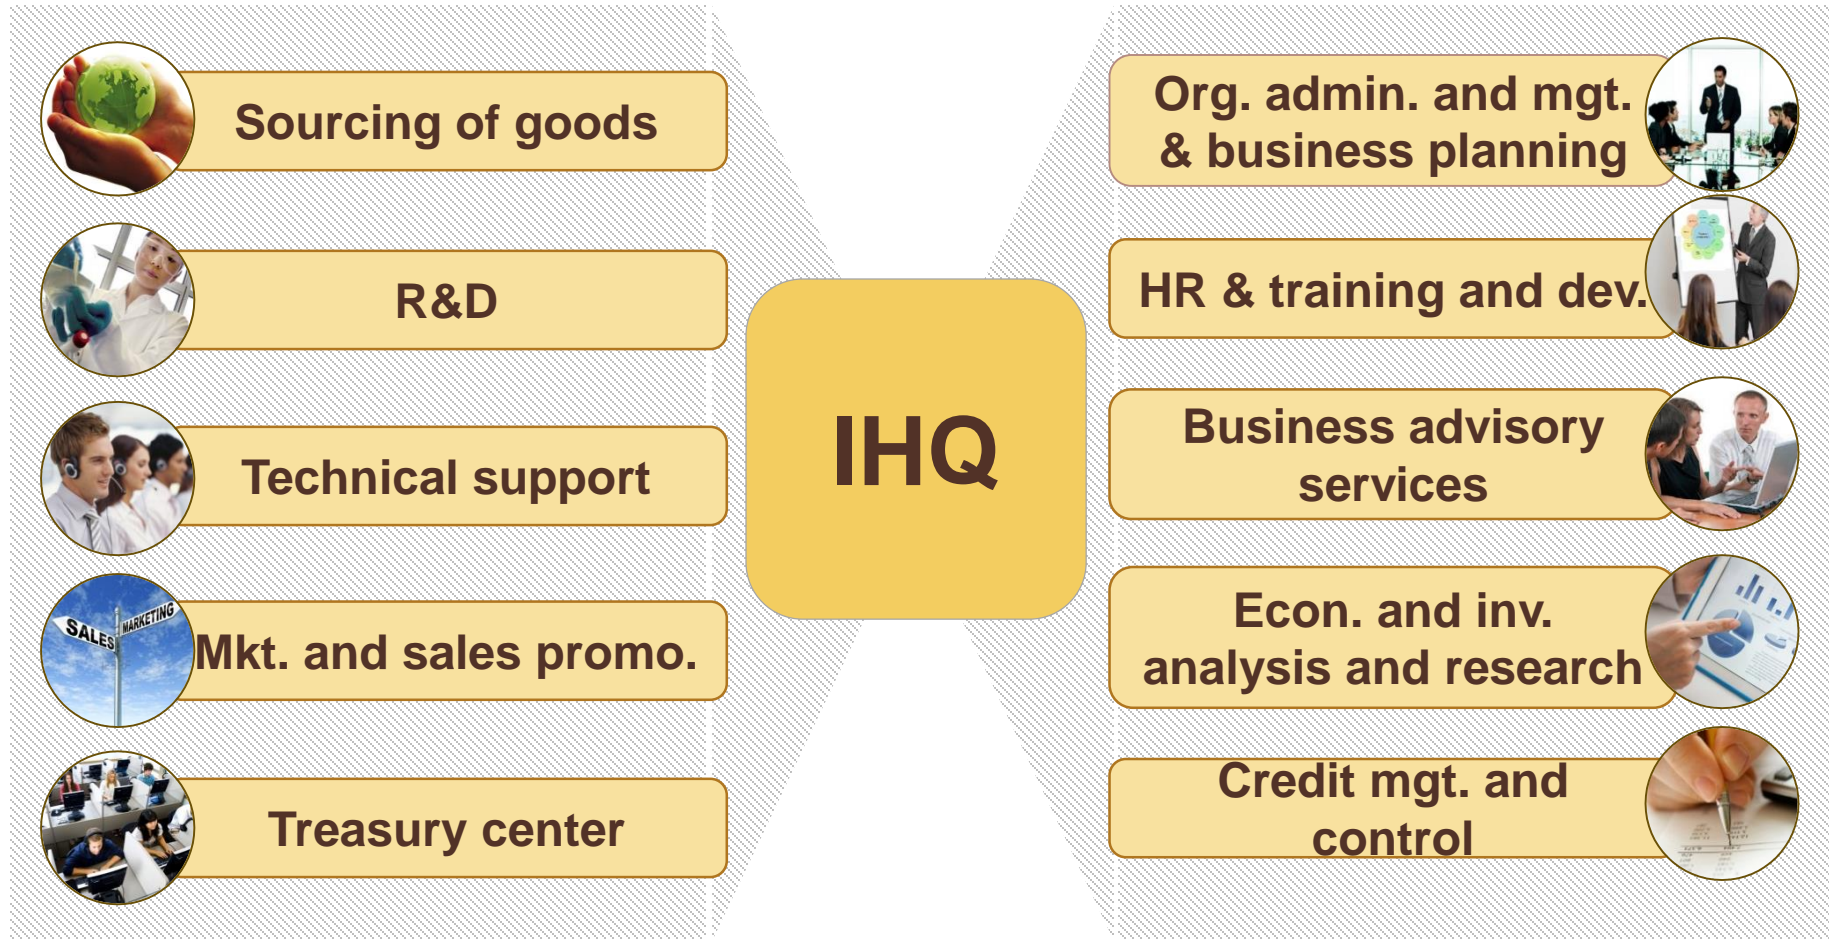 Sourcing of goods
R&D
Technical support
SALES
MARKETING
Mkt. and sales promo.
Treasury center
IHQ
Org. admin. and mgt.
& business planning
HR & training and dev.
Business advisory
services
Econ. and inv.
analysis and research
Credit mgt. and
control